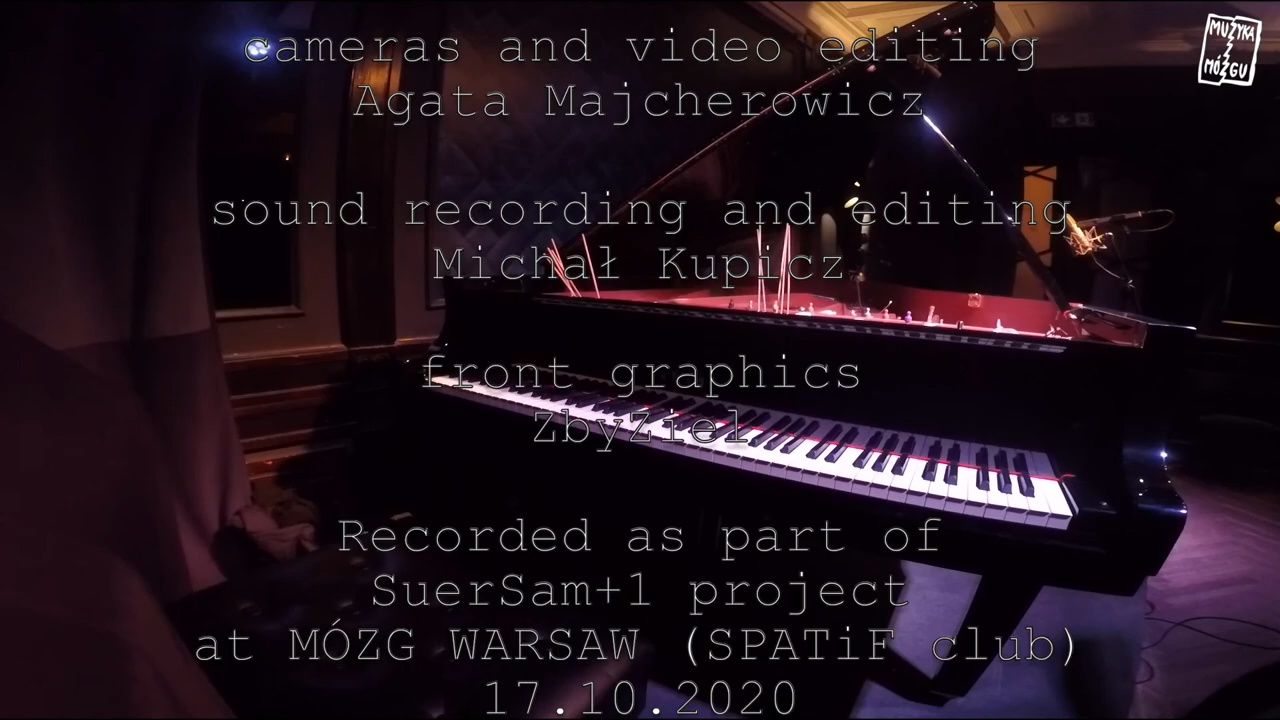 cameras and video editing
Agata Majcherowicz
sound recording and editing
Michał Kupicz
front graphics
ZbyZiel
Recorded as part of
SuerSam+1 project
at MÓZG WARSAW (SPATiF club)
17.10.2020
MUZYKA
Z
MÓZGU